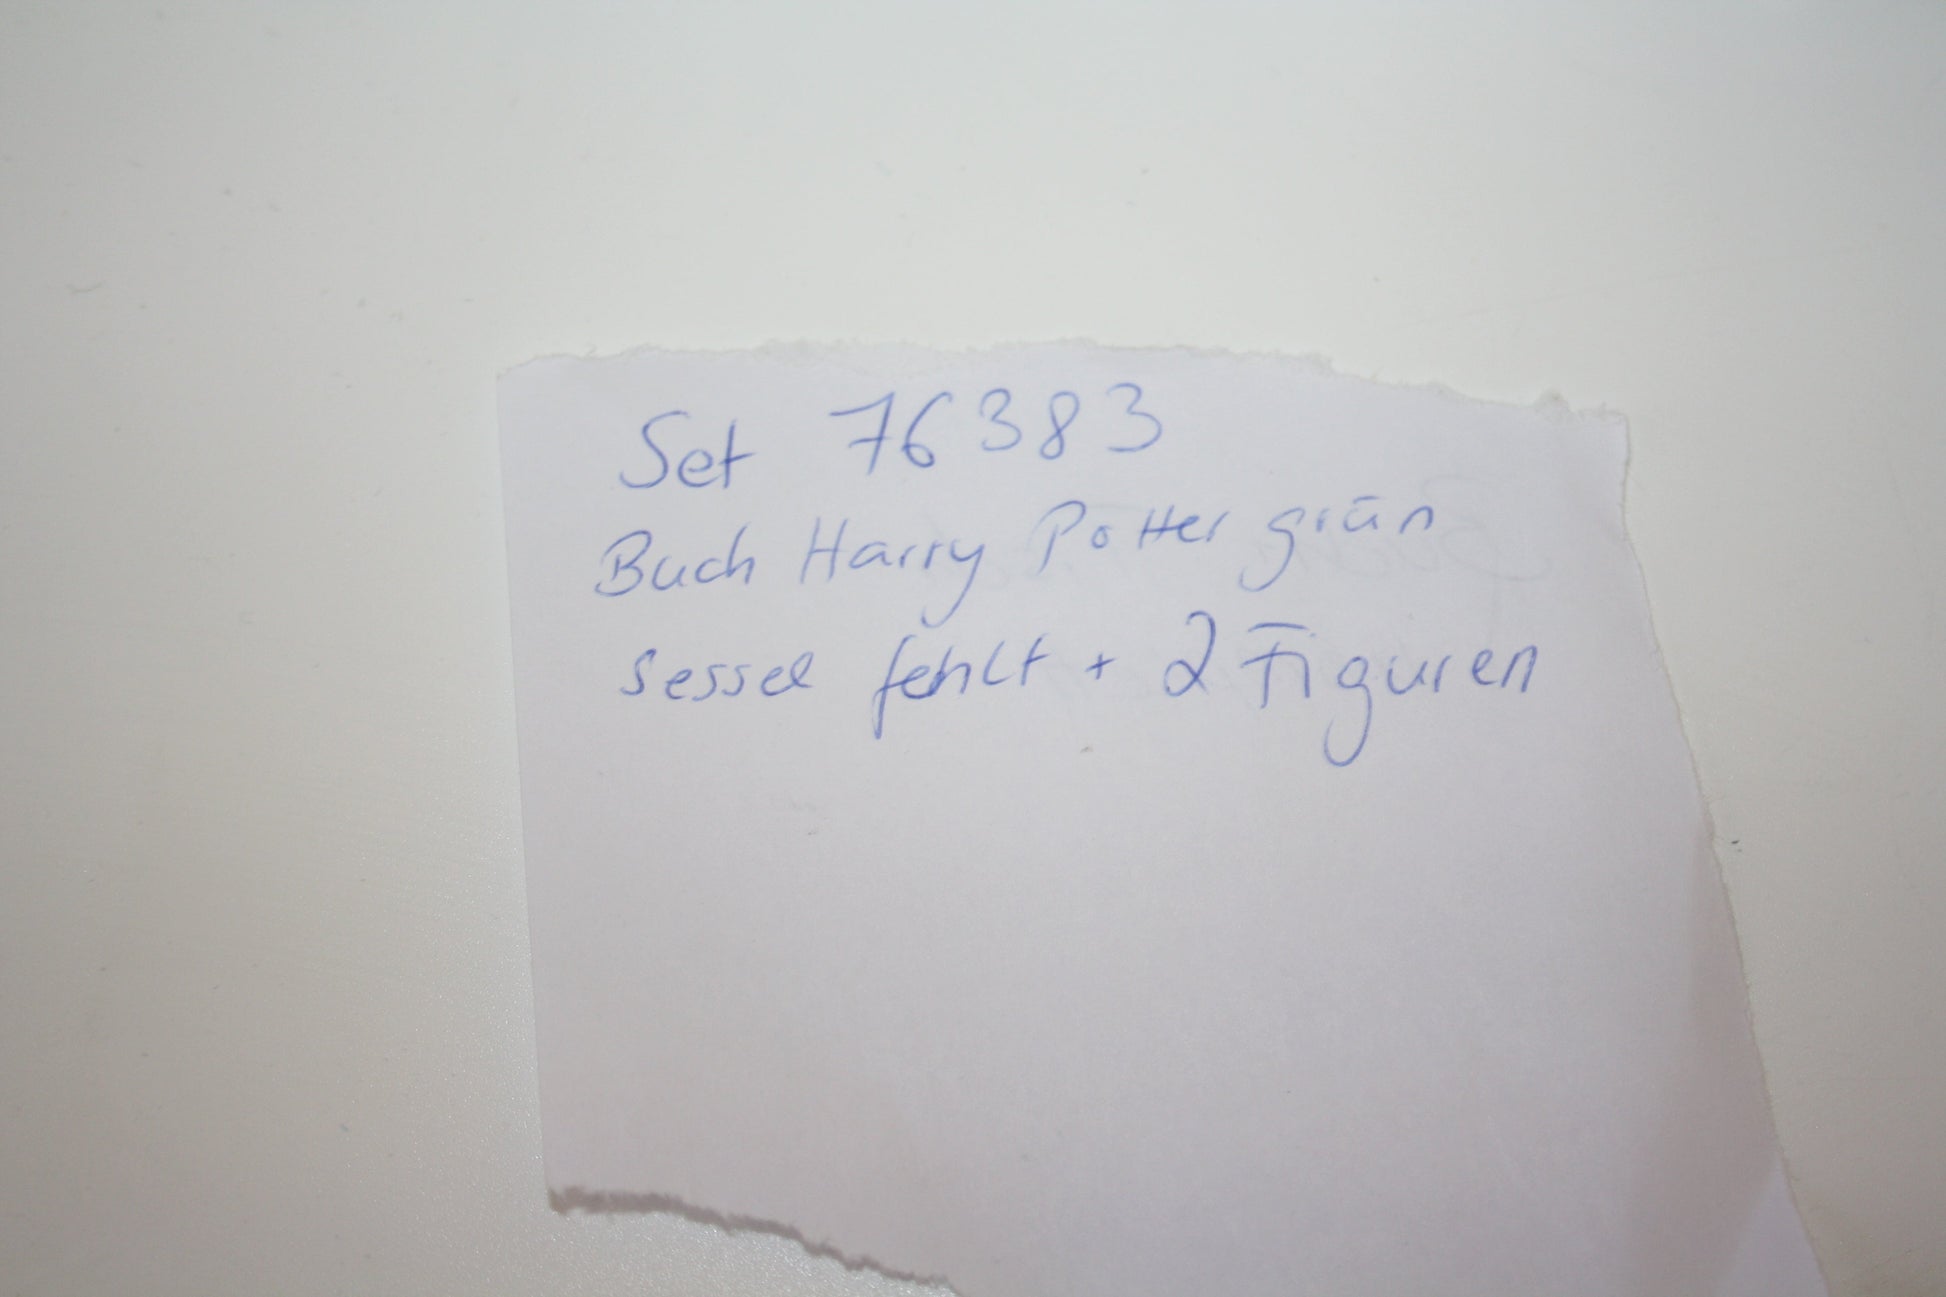 Set 76383
Buch Harry Potter grün
Sessel fehlt + 2 Figuren